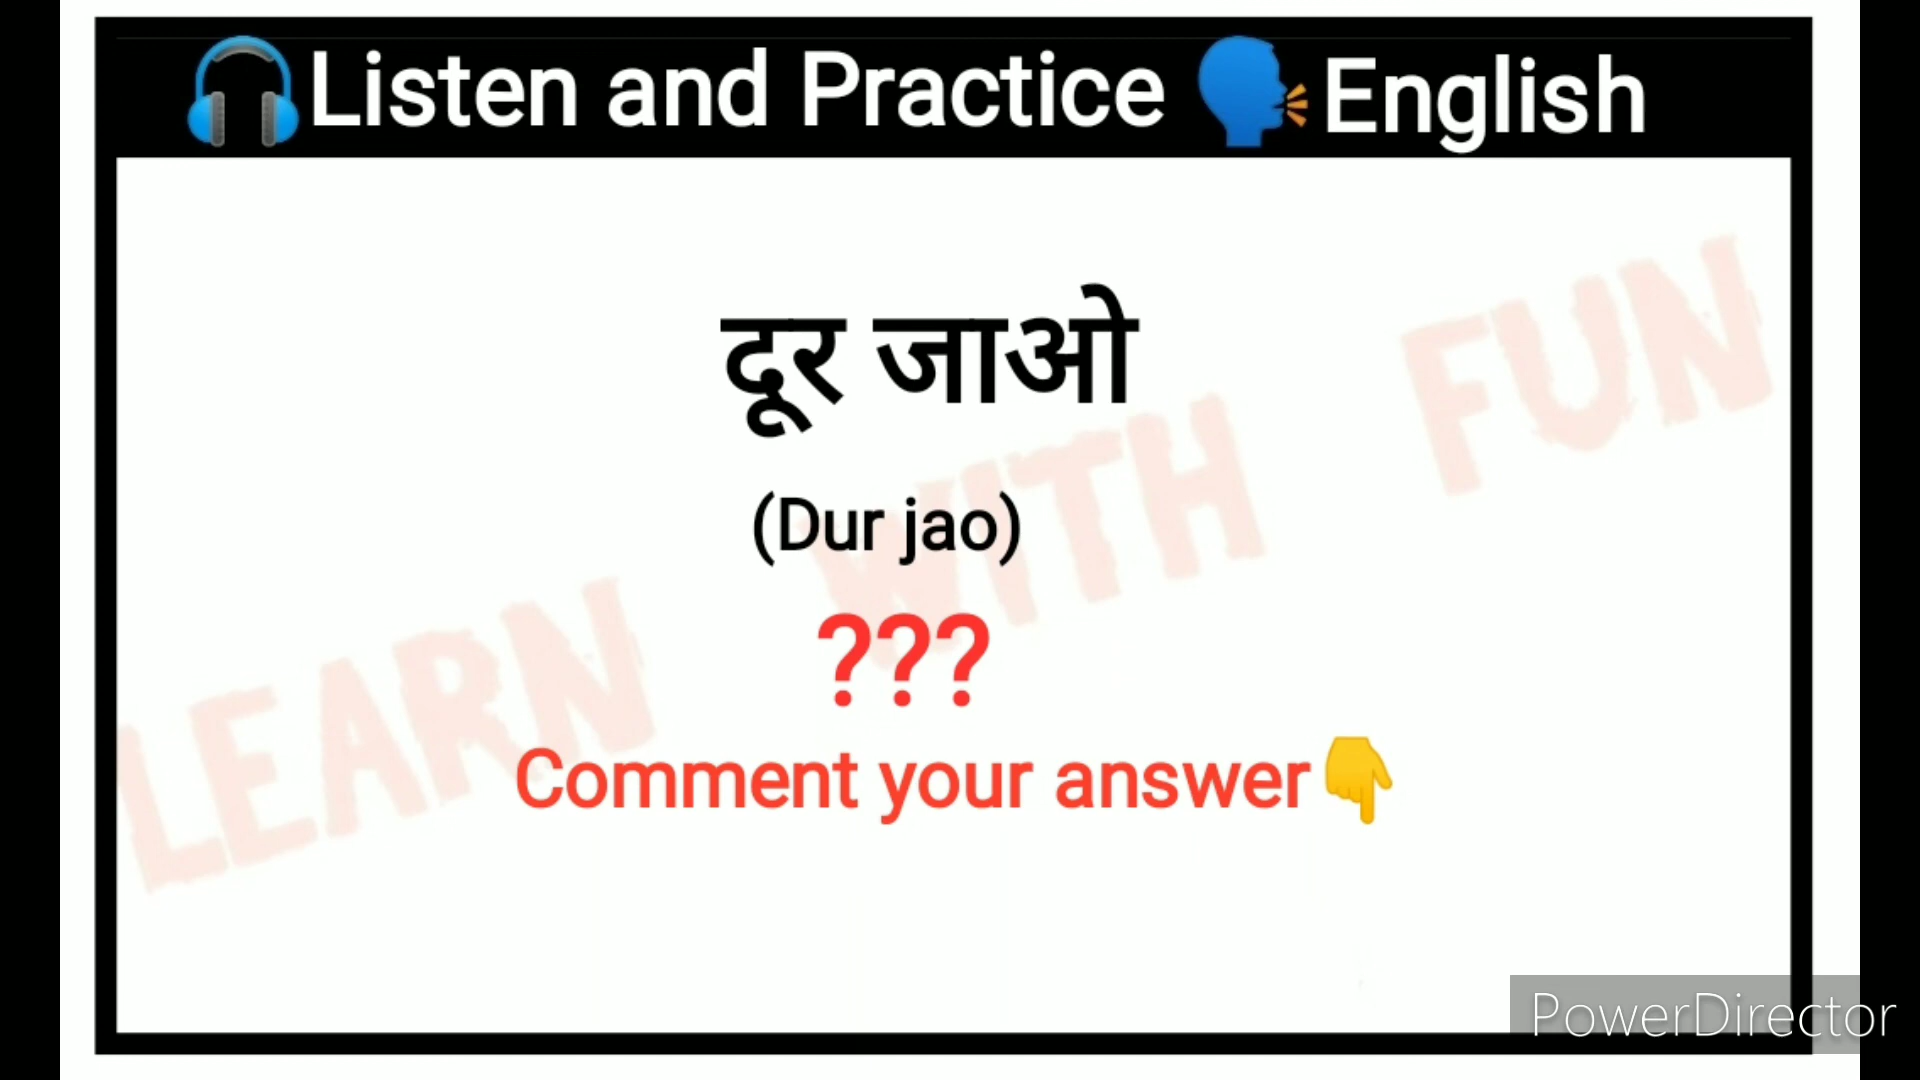 Listen and Practice English
दूर जाओ
(Dur jao)
???
Comment your answer
LEARN WITH FUN
PowerDirector